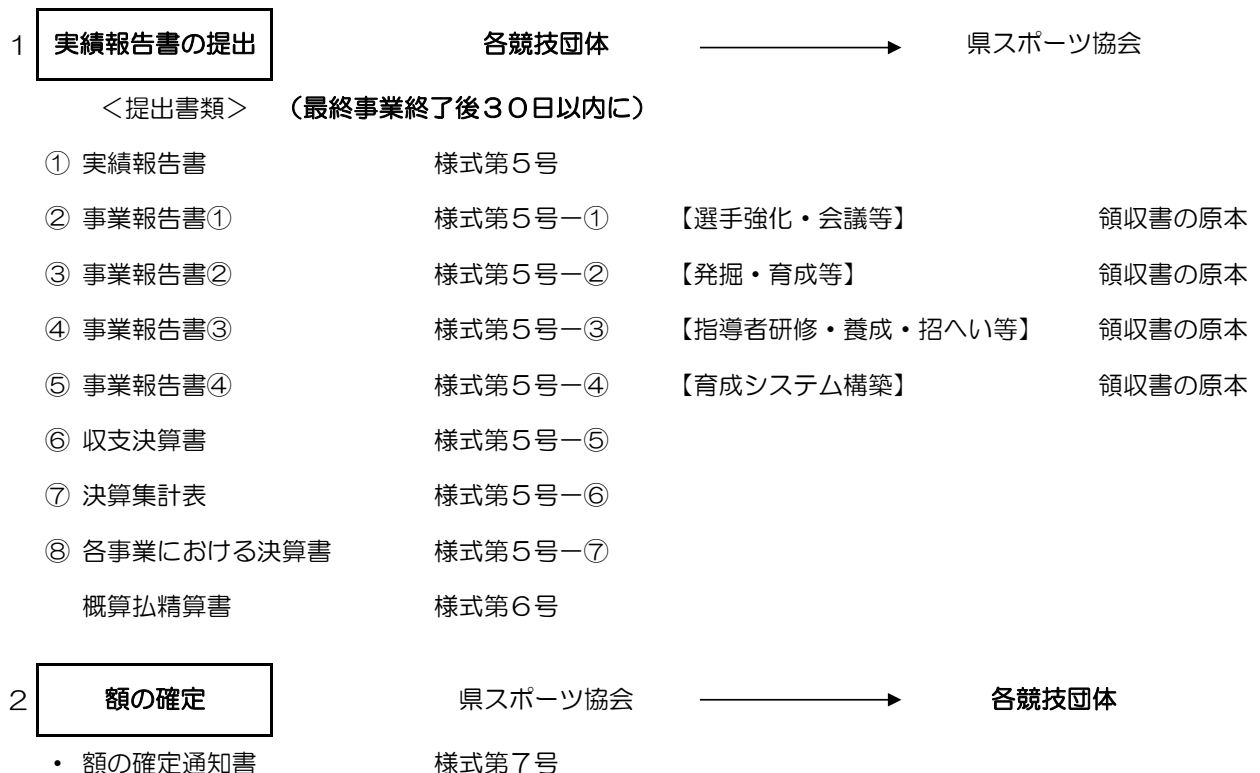 1 実績報告書の提出 各競技団体 県スポーツ協会
＜提出書類＞ （最終事業終了後３０日以内に）
① 実績報告書 様式第５号
② 事業報告書① 様式第５号ー① 【選手強化・会議等】 領収書の原本
③ 事業報告書② 様式第５号ー② 【発掘・育成等】 領収書の原本
④ 事業報告書③ 様式第５号ー③ 【指導者研修・養成・招へい等】 領収書の原本
⑤ 事業報告書④ 様式第５号ー④ 【育成システム構築】 領収書の原本
⑥ 収支決算書 様式第５号ー⑤
⑦ 決算集計表 様式第５号ー⑥
⑧ 各事業における決算書 様式第５号ー⑦
概算払精算書 様式第６号
2 額の確定 県スポーツ協会 各競技団体
・ 額の確定通知書 様式第７号